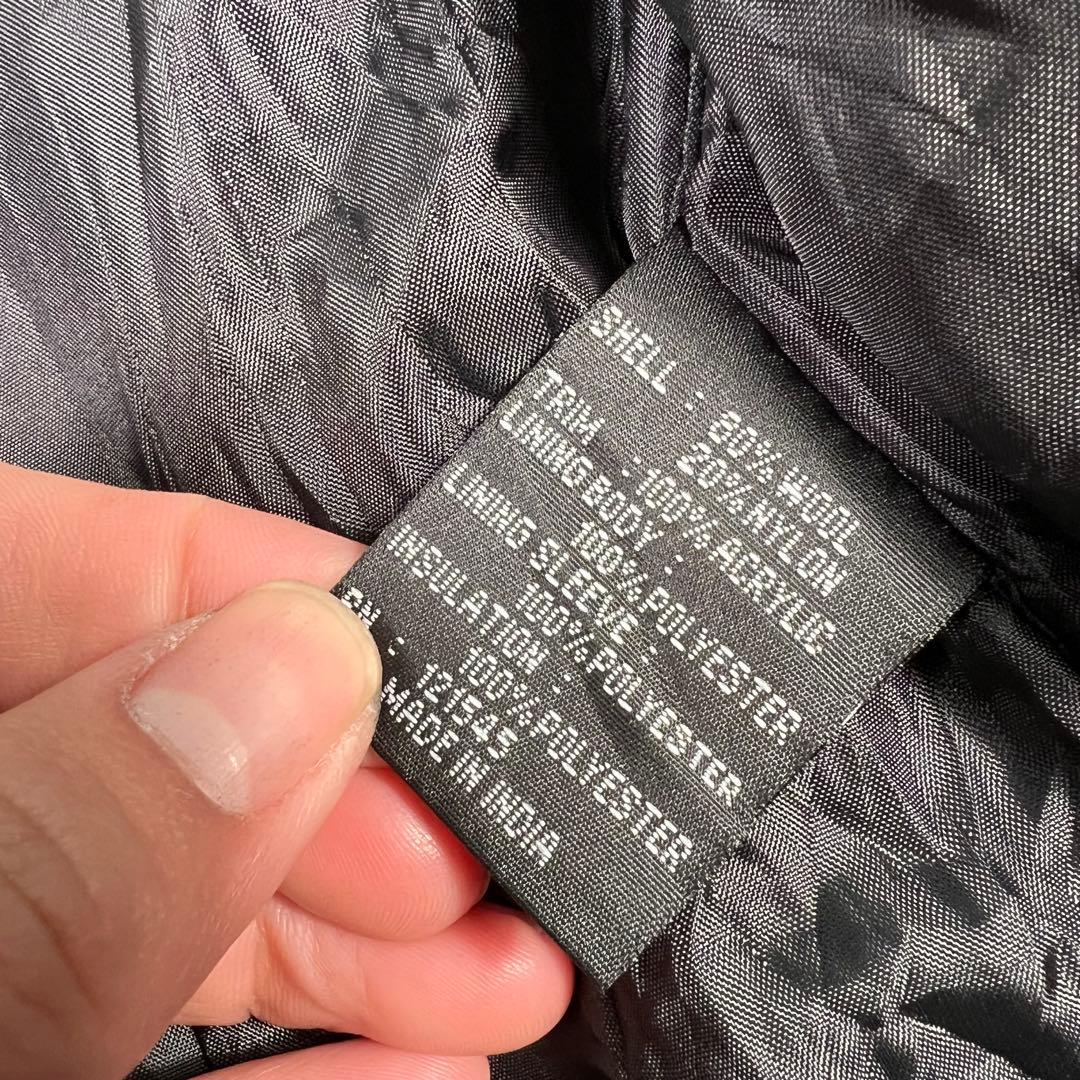 SHELL : 80% WOOL
20% NYLON
TRIM : 100% ACRYLIC
LINING BODY :
100% POLYESTER
LINING SLEEVE :
100% POLYESTER
INSULATION :
100% POLYESTER
: 121545
MADE IN INDIA